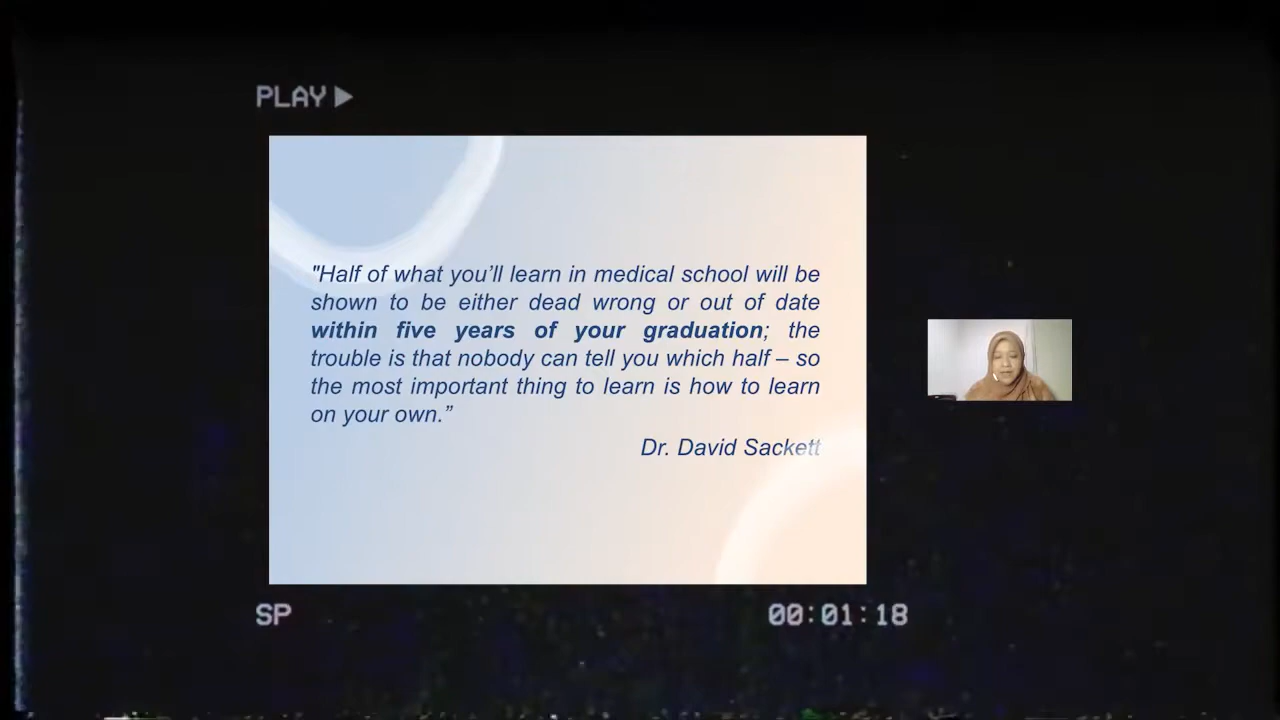 PLAY
"Half of what you’ll learn in medical school will be
shown to be either dead wrong or out of date
within five years of your graduation; the
trouble is that nobody can tell you which half – so
the most important thing to learn is how to learn
on your own.”
Dr. David Sackett
SP
00:01:18